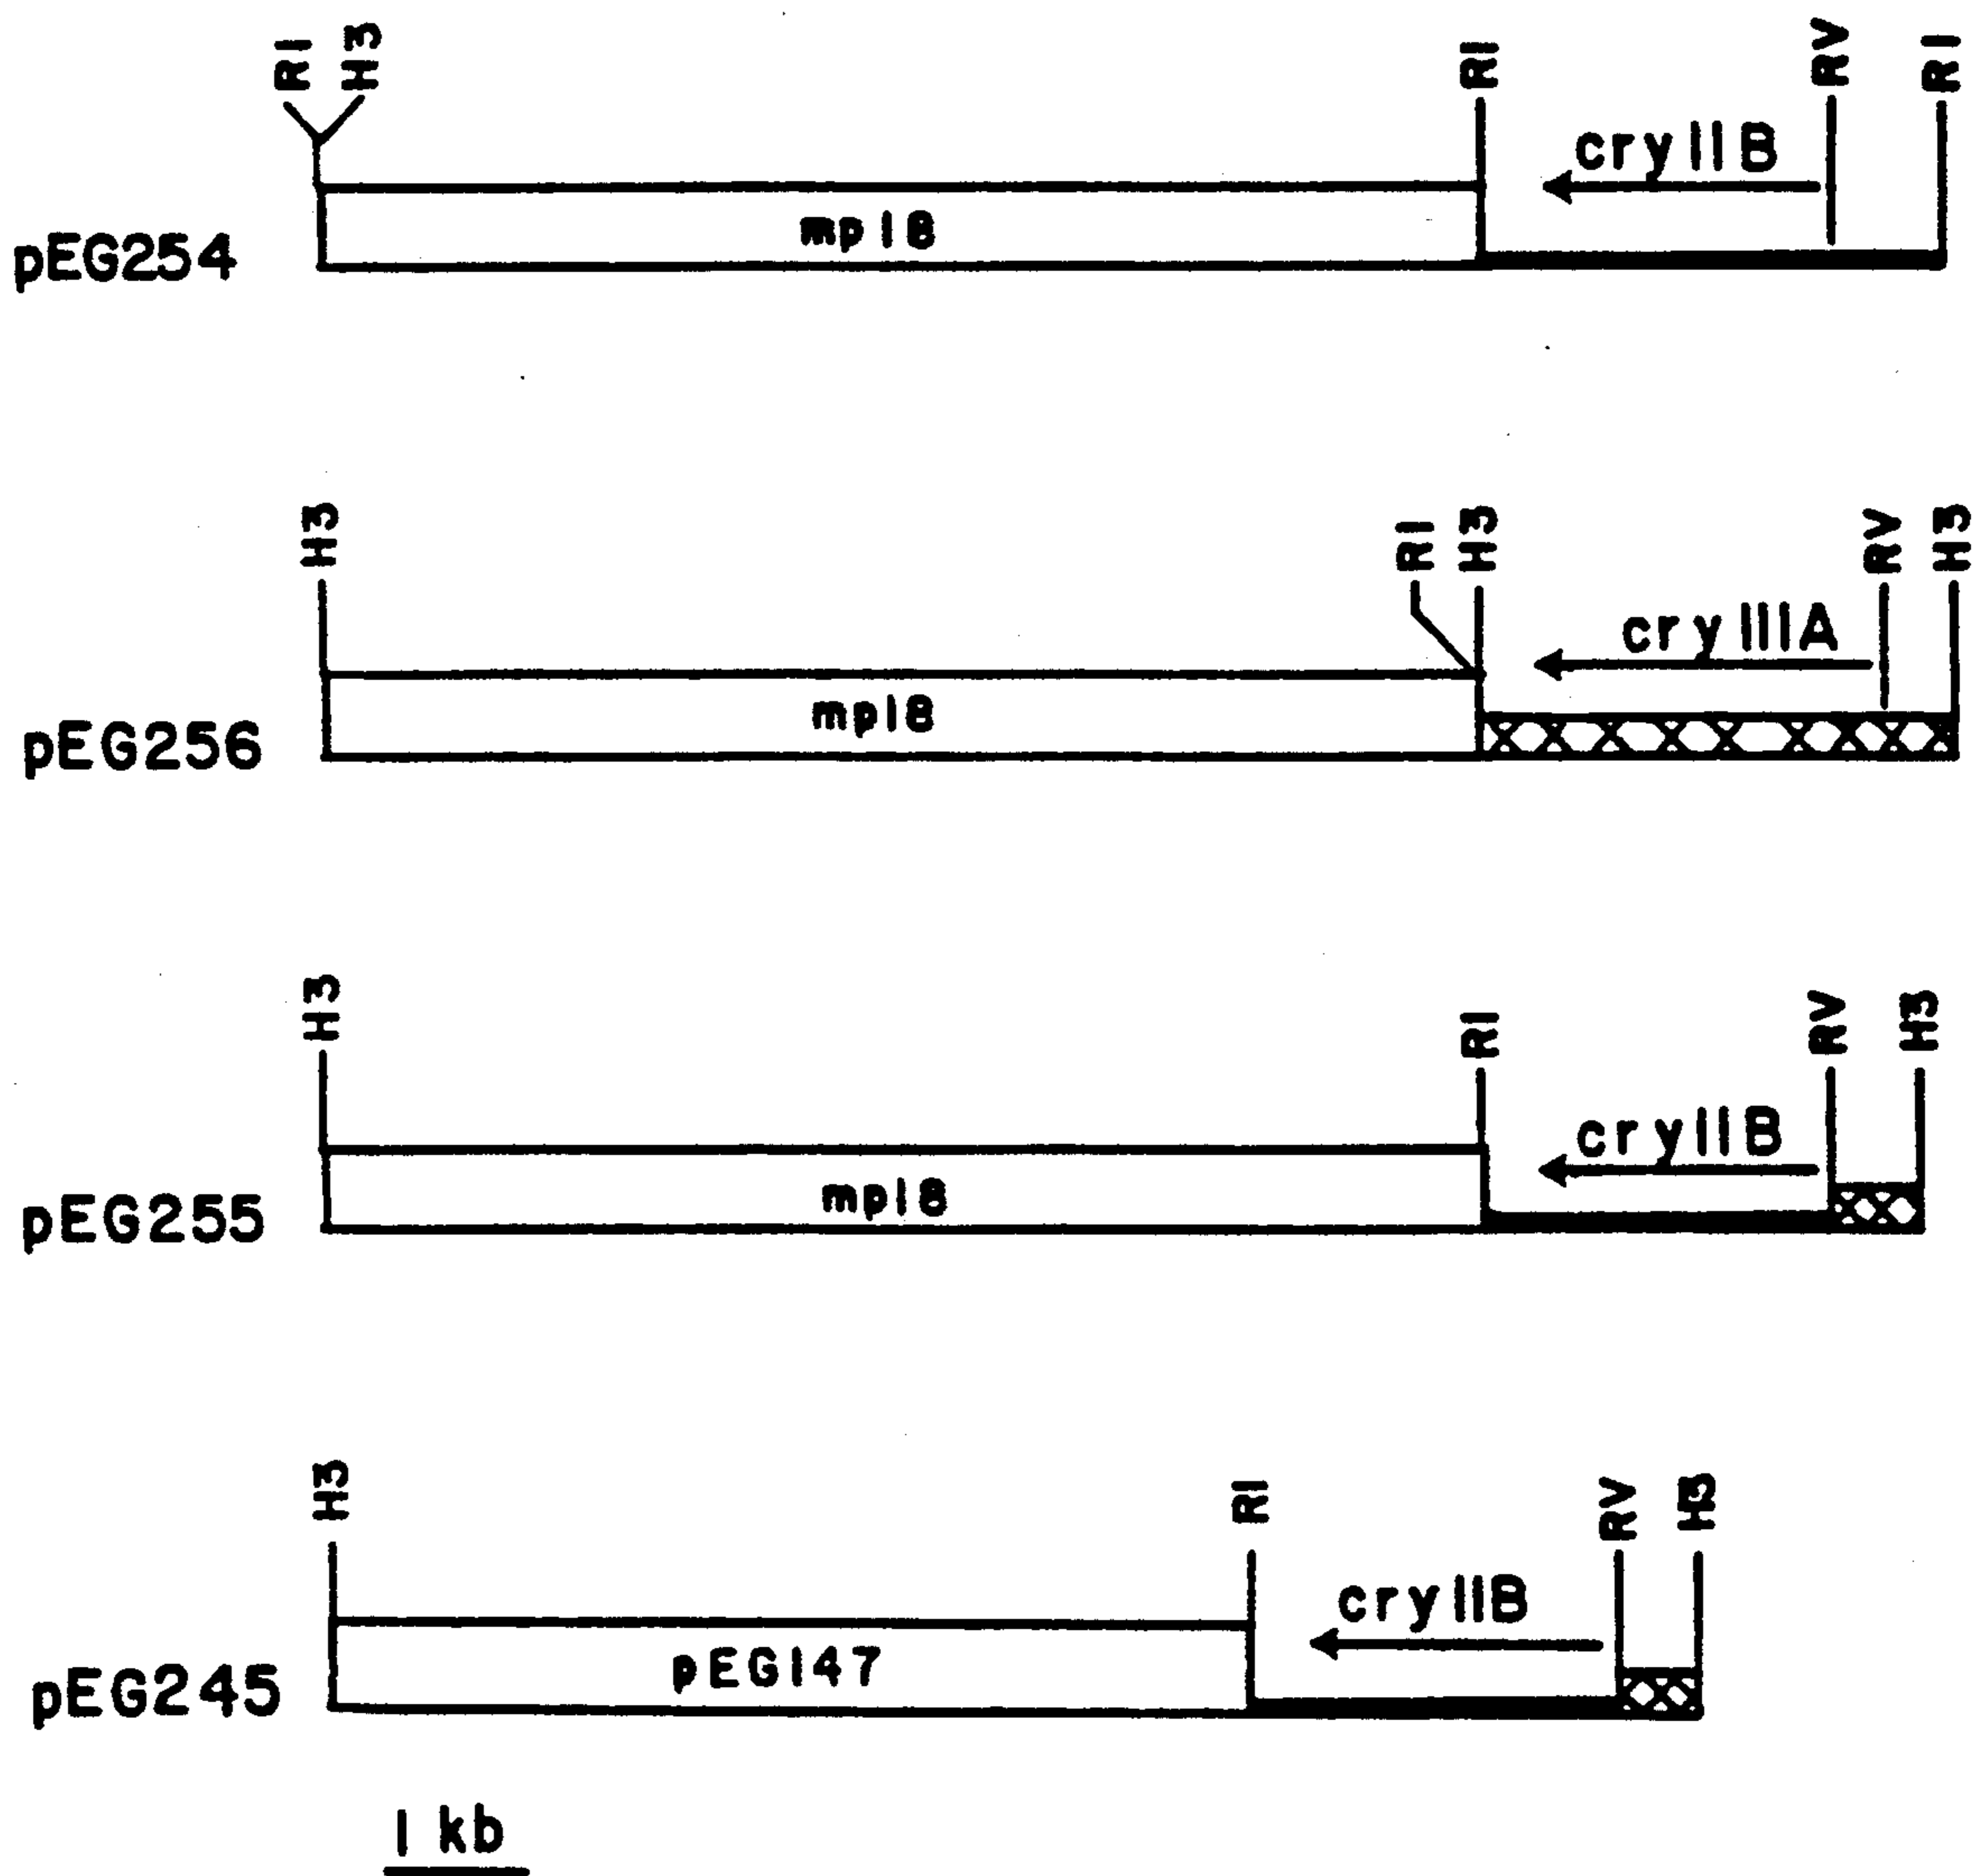 RI H3 RI RV RI
cryIIB
mp18
pEG254
H3 RI H3 RV H3
cryIIIA
mp18
pEG256
H3 RI RV H3
cryIIB
mp18
pEG255
H3 RI RV H3
cryIIB
pEG147
pEG245
1 kb